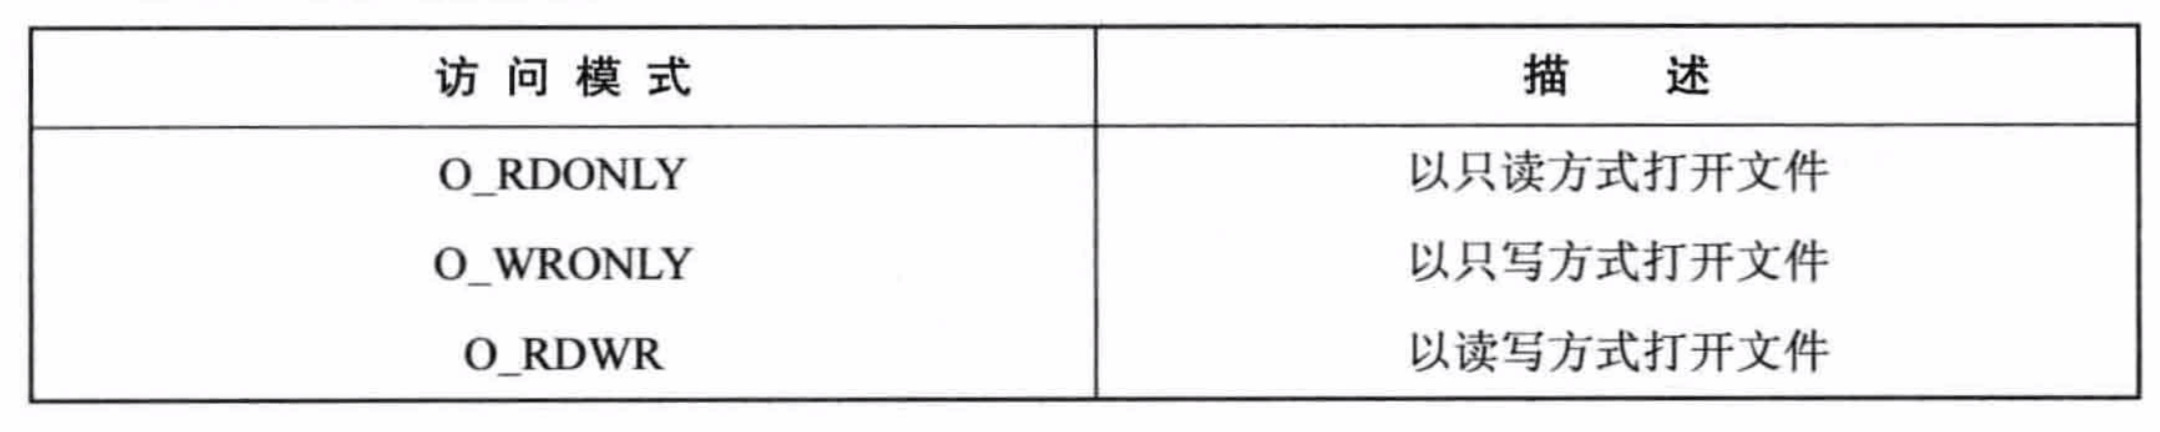 访问模式 描述
O_RDONLY 以只读方式打开文件
O_WRONLY 以只写方式打开文件
O_RDWR 以读写方式打开文件